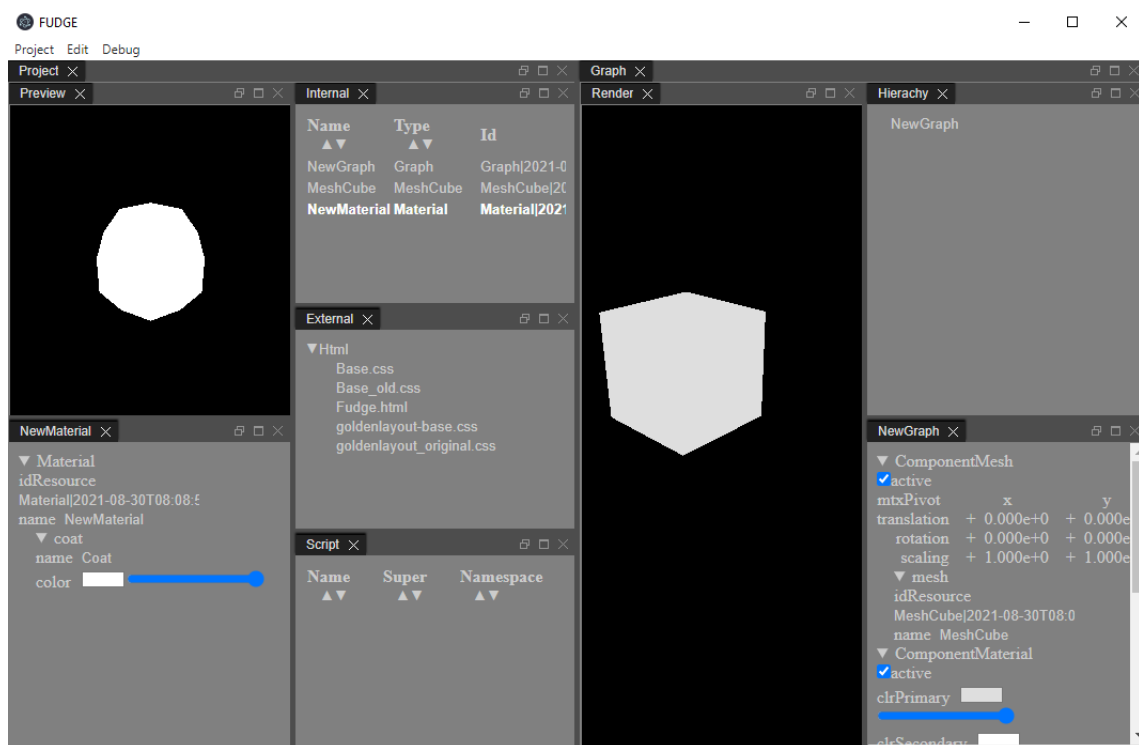 FUDGE
Project Edit Debug
Project
Graph
Preview
Internal
Render
Hierachy
Name Type Id
NewGraph Graph Graph|2021-0
MeshCube MeshCube MeshCube|20
NewMaterial Material Material|2021
External
Html
Base.css
Base_old.css
Fudge.html
goldenlayout-base.css
goldenlayout_original.css
Script
Name Super Namespace
NewGraph
NewMaterial
Material
idResource
Material|2021-08-30T08:08:5
name NewMaterial
coat
name Coat
color
NewGraph
ComponentMesh
active
mtxPivot x y
translation + 0.000e+0 + 0.000e
rotation + 0.000e+0 + 0.000e
scaling + 1.000e+0 + 1.000e
mesh
idResource
MeshCube|2021-08-30T08:0
name MeshCube
ComponentMaterial
active
clrPrimary
clrSecondary